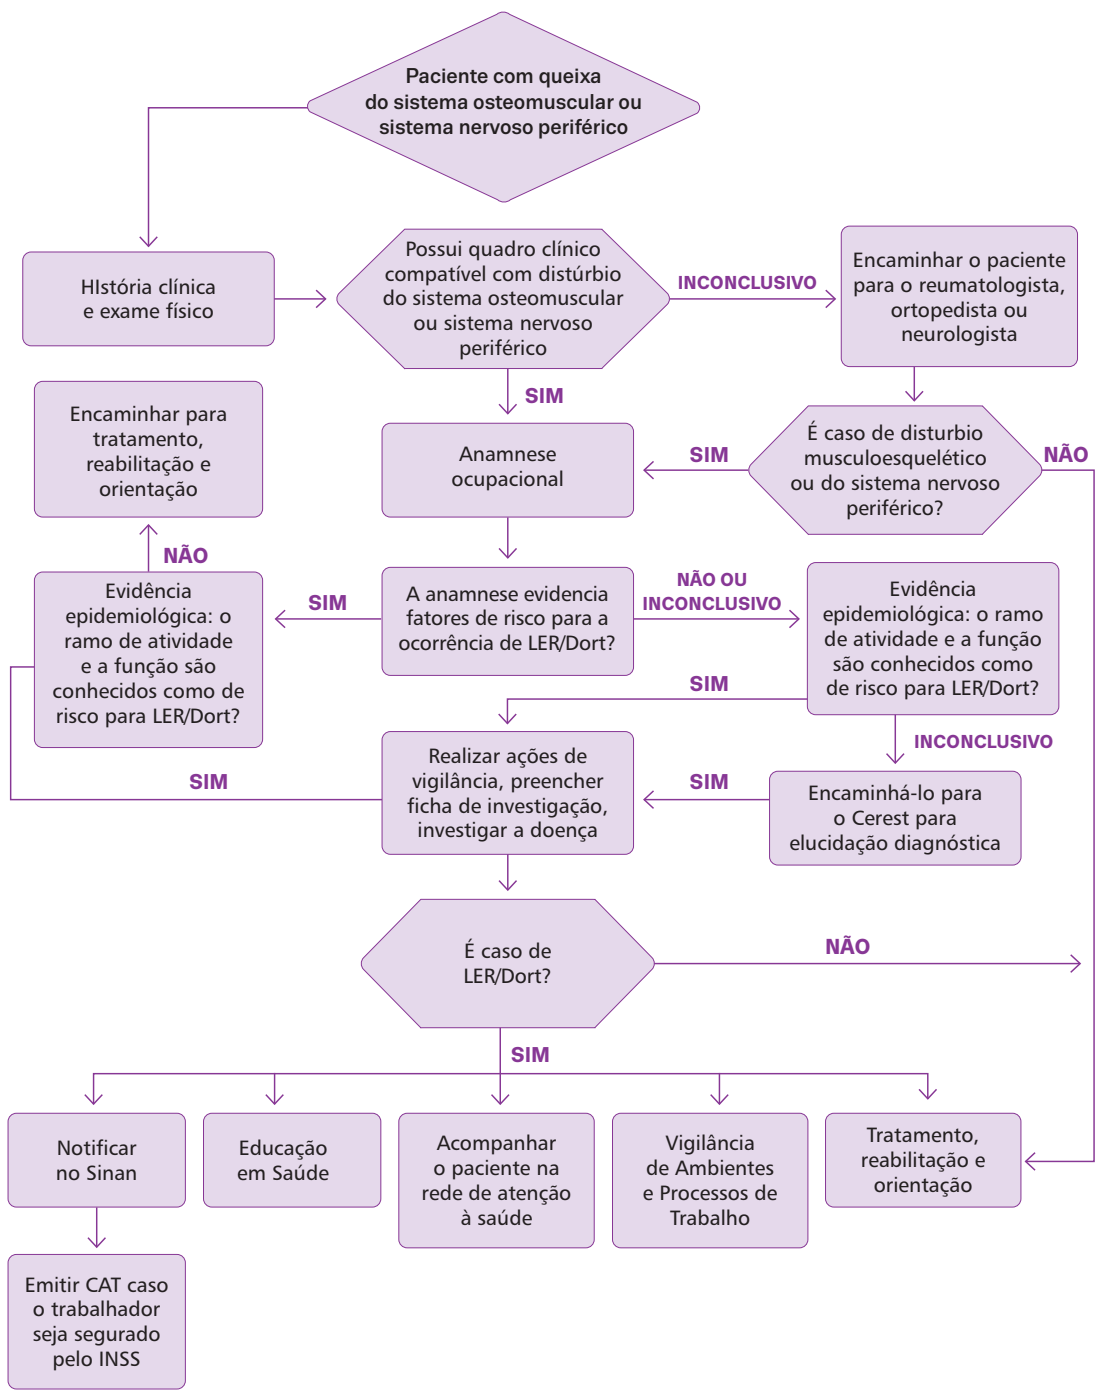 Paciente com queixa
do sistema osteomuscular ou
sistema nervoso periférico
HIstória clínica
e exame físico
Possui quadro clínico
compatível com distúrbio
do sistema osteomuscular
ou sistema nervoso
periférico
INCONCLUSIVO
Encaminhar o paciente
para o reumatologista,
ortopedista ou
neurologista
SIM
Encaminhar para
tratamento,
reabilitação e
orientação
Anamnese
ocupacional
SIM
É caso de disturbio
musculoesquelético
ou do sistema nervoso
periférico?
NÃO
NÃO
Evidência
epidemiológica: o
ramo de atividade
e a função são
conhecidos como de
risco para LER/Dort?
SIM
A anamnese evidencia
fatores de risco para a
ocorrência de LER/Dort?
NÃO OU
INCONCLUSIVO
Evidência
epidemiológica: o ramo
de atividade e a função
são conhecidos como
de risco para LER/Dort?
SIM
INCONCLUSIVO
SIM
Realizar ações de
vigilância, preencher
ficha de investigação,
investigar a doença
SIM
Encaminhá-lo para
o Cerest para
elucidação diagnóstica
É caso de
LER/Dort?
NÃO
SIM
Notificar
no Sinan
Educação
em Saúde
Acompanhar
o paciente na
rede de atenção
à saúde
Vigilância
de Ambientes
e Processos de
Trabalho
Tratamento,
reabilitação e
orientação
Emitir CAT caso
o trabalhador
seja segurado
pelo INSS